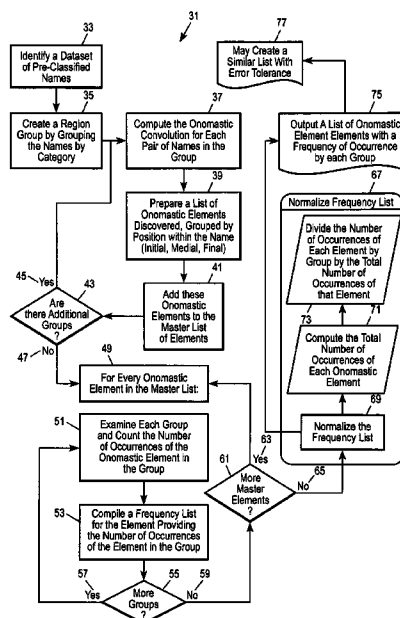 31
33
Identify a Dataset
of
Pre-Classified
Names
35
Create a Region
Group by Grouping
the Names by
Category
37
Compute the Onomastic
Convolution for Each
Pair of Names in the
Group
39
Prepare a List of
Onomastic Elements
Discovered, Grouped by
Position within the Name
(Initial, Medial, Final)
41
Add these
Onomastic
Elements to the
Master List
of
Elements
45
Yes
43
Are
there Additional
Groups
?
47
No
49
For Every Onomastic
Element in the Master List:
51
Examine Each Group
and Count the Number
of Occurrences of the
Onomastic Element in
the Group
53
Compile a Frequency List
for the Element Providing
the Number of Occurrences
of the Element in the Group
57
Yes
55
59
No
More
Groups
?
61
63
Yes
65
No
More
Master
Elements
?
77
May Create a
Similar List With
Error Tolerance
75
Output A List of Onomastic
Element Elements with a
Frequency of Occurrence
by each Group
67
Normalize Frequency List
Divide the Number
of Occurrences of
Each Element by
Group by the Total
Number of
Occurrences of
that Element
73
71
Compute the Total
Number of
Occurrences of
Each Onomastic
Element
69
Normalize the
Frequency List